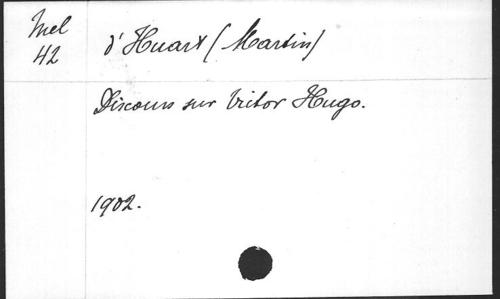 Mel
42
d'Huart (Martin)
Discours sur Victor Hugo.
1902.